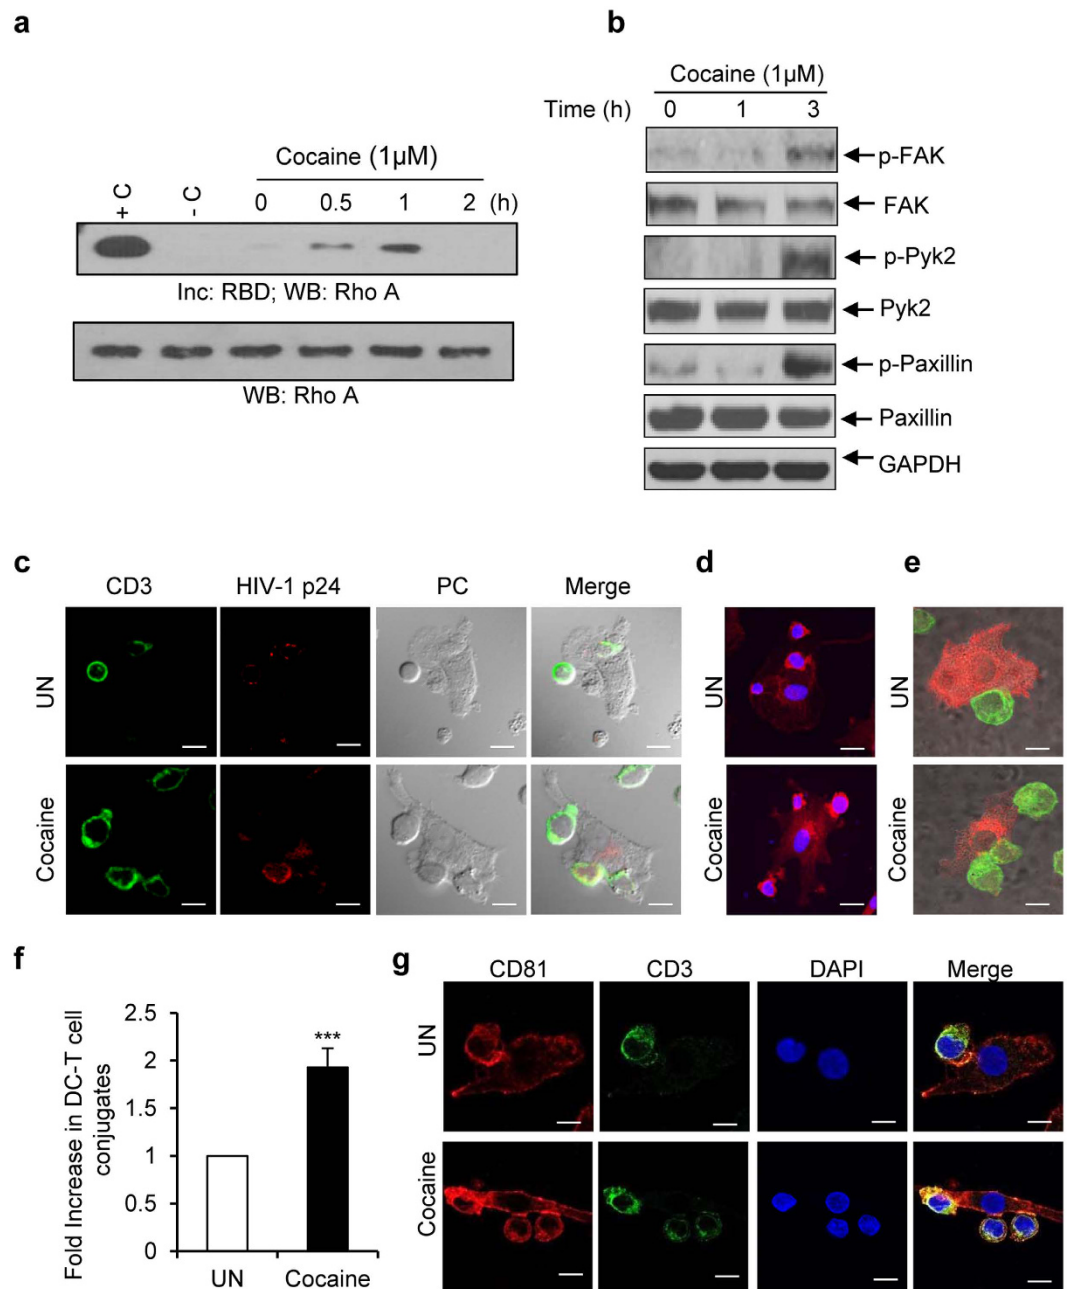 a
Cocaine (1µM)
+ C
- C
0 0.5 1 2 (h)
Inc: RBD; WB: Rho A
WB: Rho A
b
Cocaine (1µM)
Time (h) 0 1 3
p-FAK
FAK
p-Pyk2
Pyk2
p-Paxillin
Paxillin
GAPDH
c
CD3 HIV-1 p24 PC Merge
UN
Cocaine
d
UN
Cocaine
e
UN
Cocaine
f
Fold Increase in DC-T cell
conjugates
2.5
2
1.5
1
0.5
0
***
UN Cocaine
g
CD81 CD3 DAPI Merge
UN
Cocaine